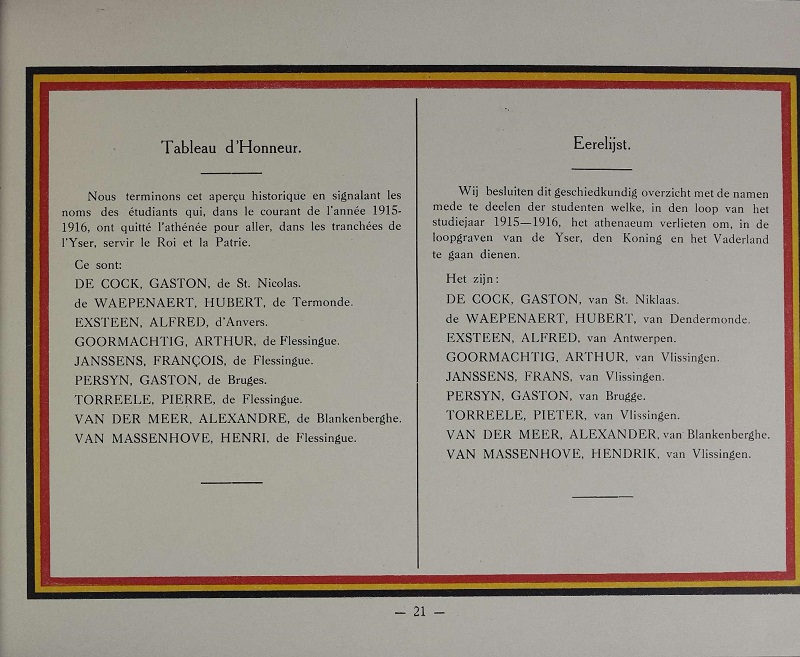 Tableau d'Honneur.
Nous terminons cet aperçu historique en signalant les
noms des étudiants qui, dans le courant de l'année 1915-
1916, ont quitté l'athénée pour aller, dans les tranchées de
l'Yser, servir le Roi et la Patrie.
Ce sont:
DE COCK, GASTON, de St. Nicolas.
de WAEPENAERT, HUBERT, de Termonde.
EXSTEEN, ALFRED, d'Anvers.
GOORMACHTIG, ARTHUR, de Flessingue.
JANSSENS, FRANÇOIS, de Flessingue.
PERSYN, GASTON, de Bruges.
TORREELE, PIERRE, de Flessingue.
VAN DER MEER, ALEXANDRE, de Blankenberghe.
VAN MASSENHOVE, HENRI, de Flessingue.
Eerelijst.
Wij besluiten dit geschiedkundig overzicht met de namen
mede te deelen der studenten welke, in den loop van het
studiejaar 1915—1916, het athenaeum verlieten om, in de
loopgraven van de Yser, den Koning en het Vaderland
te gaan dienen.
Het zijn:
DE COCK, GASTON, van St. Niklaas.
de WAEPENAERT, HUBERT, van Dendermonde.
EXSTEEN, ALFRED, van Antwerpen.
GOORMACHTIG, ARTHUR, van Vlissingen.
JANSSENS, FRANS, van Vlissingen.
PERSYN, GASTON, van Brugge.
TORREELE, PIETER, van Vlissingen.
VAN DER MEER, ALEXANDER, van Blankenberghe.
VAN MASSENHOVE, HENDRIK, van Vlissingen.
— 21 —